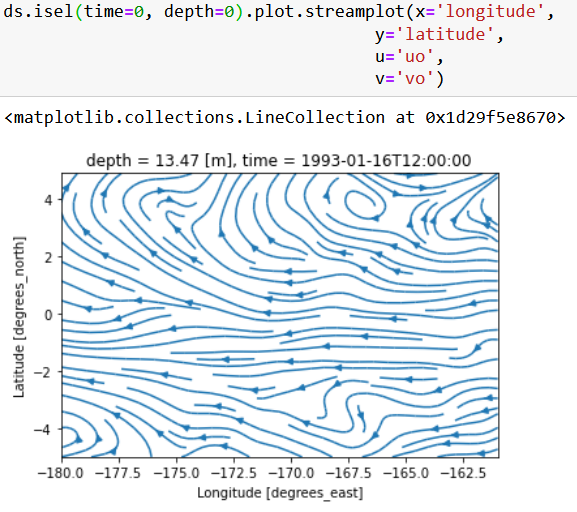 ds.isel(time=0, depth=0).plot.streamplot(x='longitude',
y='latitude',
u='uo',
v='vo')
<matplotlib.collections.LineCollection at 0x1d29f5e8670>
depth = 13.47 [m], time = 1993-01-16T12:00:00
4
2
0
−2
−4
Latitude [degrees_north]
−180.0 −177.5 −175.0 −172.5 −170.0 −167.5 −165.0 −162.5
Longitude [degrees_east]